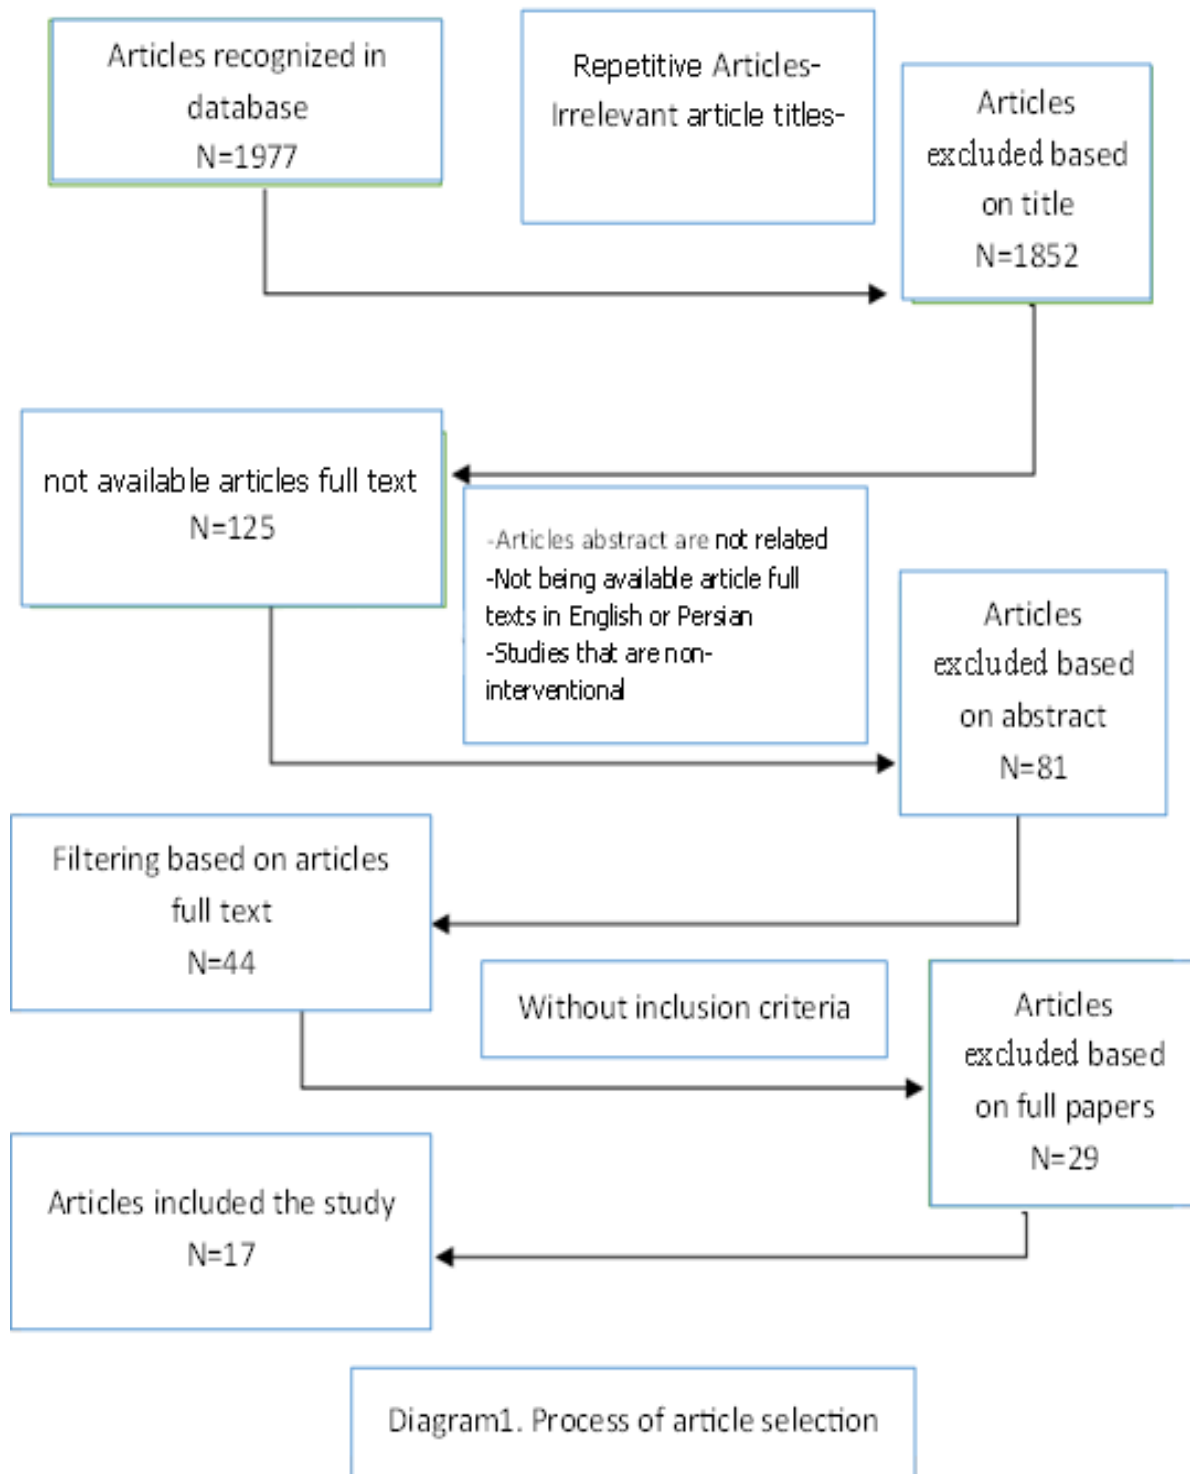 Articles recognized in
database
N=1977
Repetitive Articles-
Irrelevant article titles-
Articles
excluded based
on title
N=1852
not available articles full text
N=125
-Articles abstract are not related
-Not being available article full
texts in English or Persian
-Studies that are non-
interventional
Articles
excluded based
on abstract
N=81
Filtering based on articles
full text
N=44
Without inclusion criteria
Articles
excluded based
on full papers
N=29
Articles included the study
N=17
Diagram1. Process of article selection